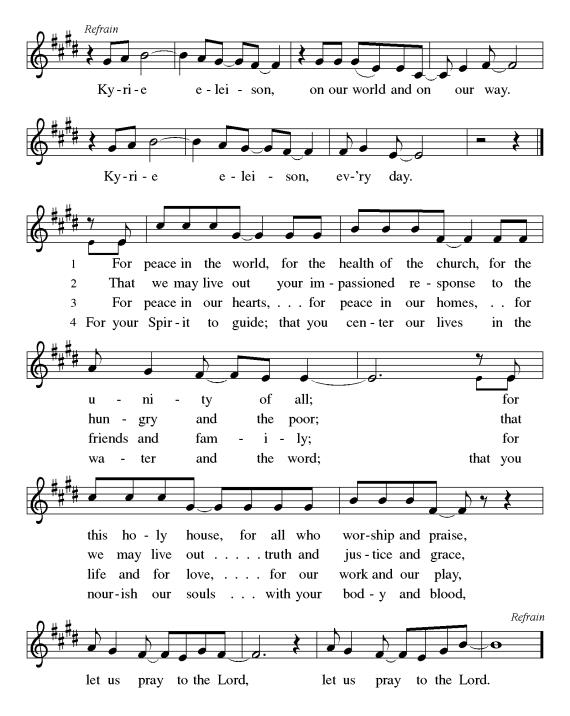 Refrain
Ky - ri - e e - lei - son, on our world and on our way.
Ky - ri - e e - lei - son, ev-'ry day.
1 For peace in the world, for the health of the church, for the
2 That we may live out your im - passioned re - sponse to the
3 For peace in our hearts, . . . for peace in our homes, . . for
4 For your Spir - it to guide; that you cen - ter our lives in the
u - ni - ty of all; for
hun - gry and the poor; that
friends and fam - i - ly; for
wa - ter and the word; that you
this ho - ly house, for all who wor-ship and praise,
we may live out . . . . . truth and jus - tice and grace,
life and for love, . . . . for our work and our play,
nour-ish our souls . . . with your bod - y and blood,
Refrain
let us pray to the Lord, let us pray to the Lord.